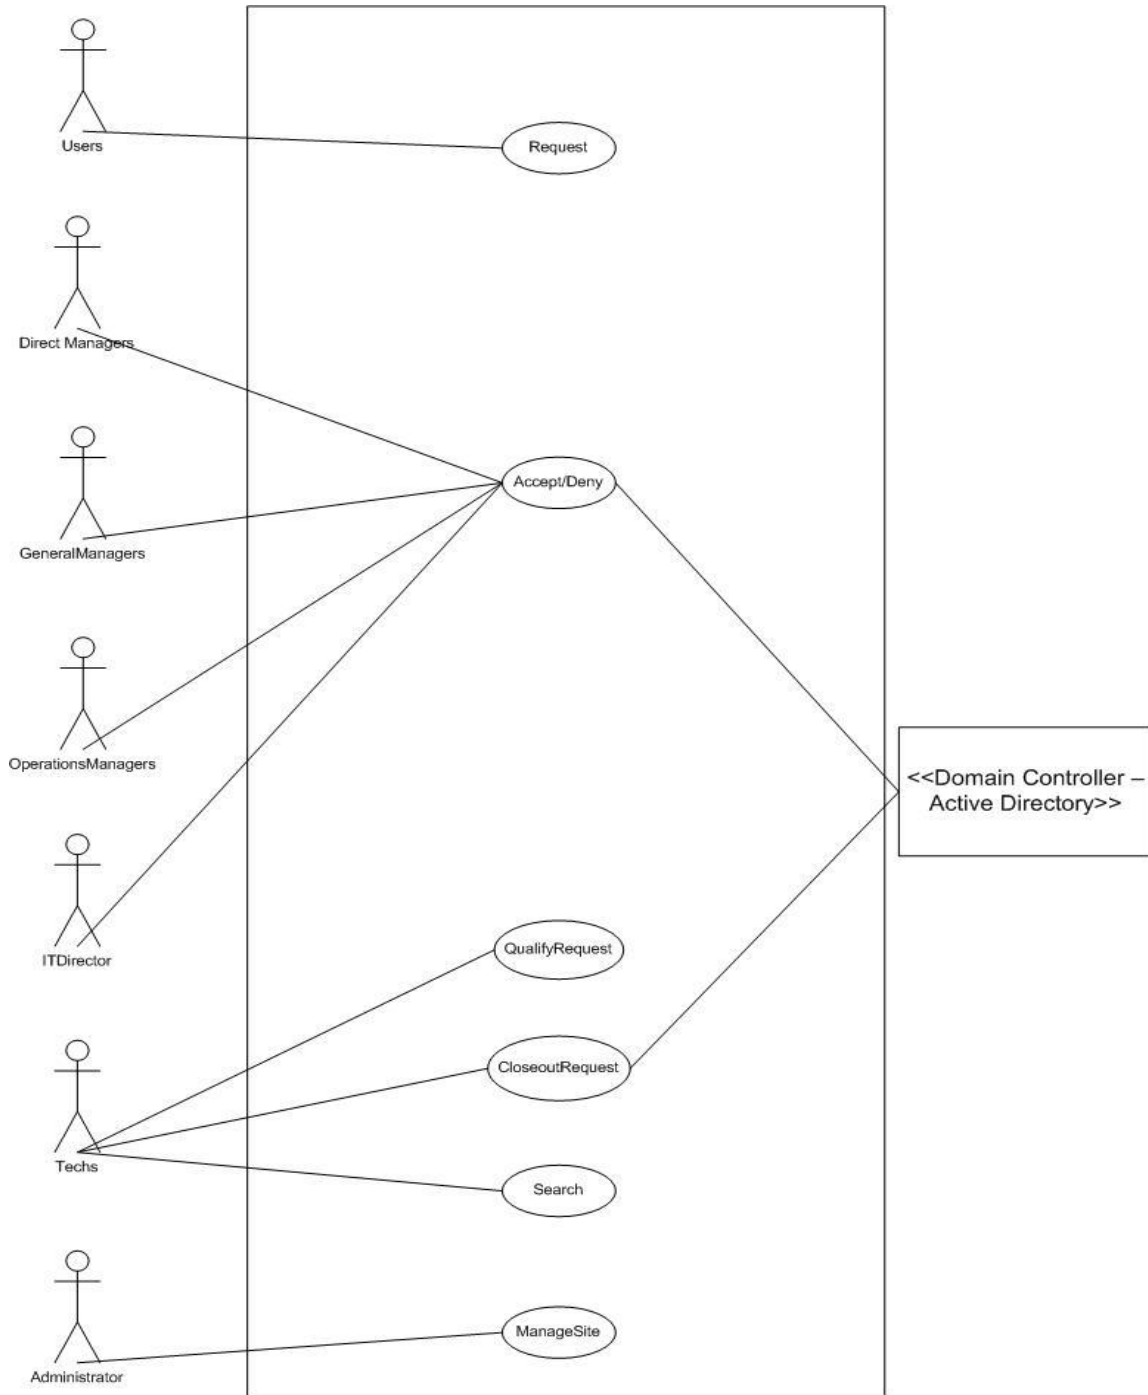 Users
Request
Direct Managers
Accept/Deny
GeneralManagers
OperationsManagers
<<Domain Controller –
Active Directory>>
QualifyRequest
ITDirector
CloseoutRequest
Techs
Search
ManageSite
Administrator